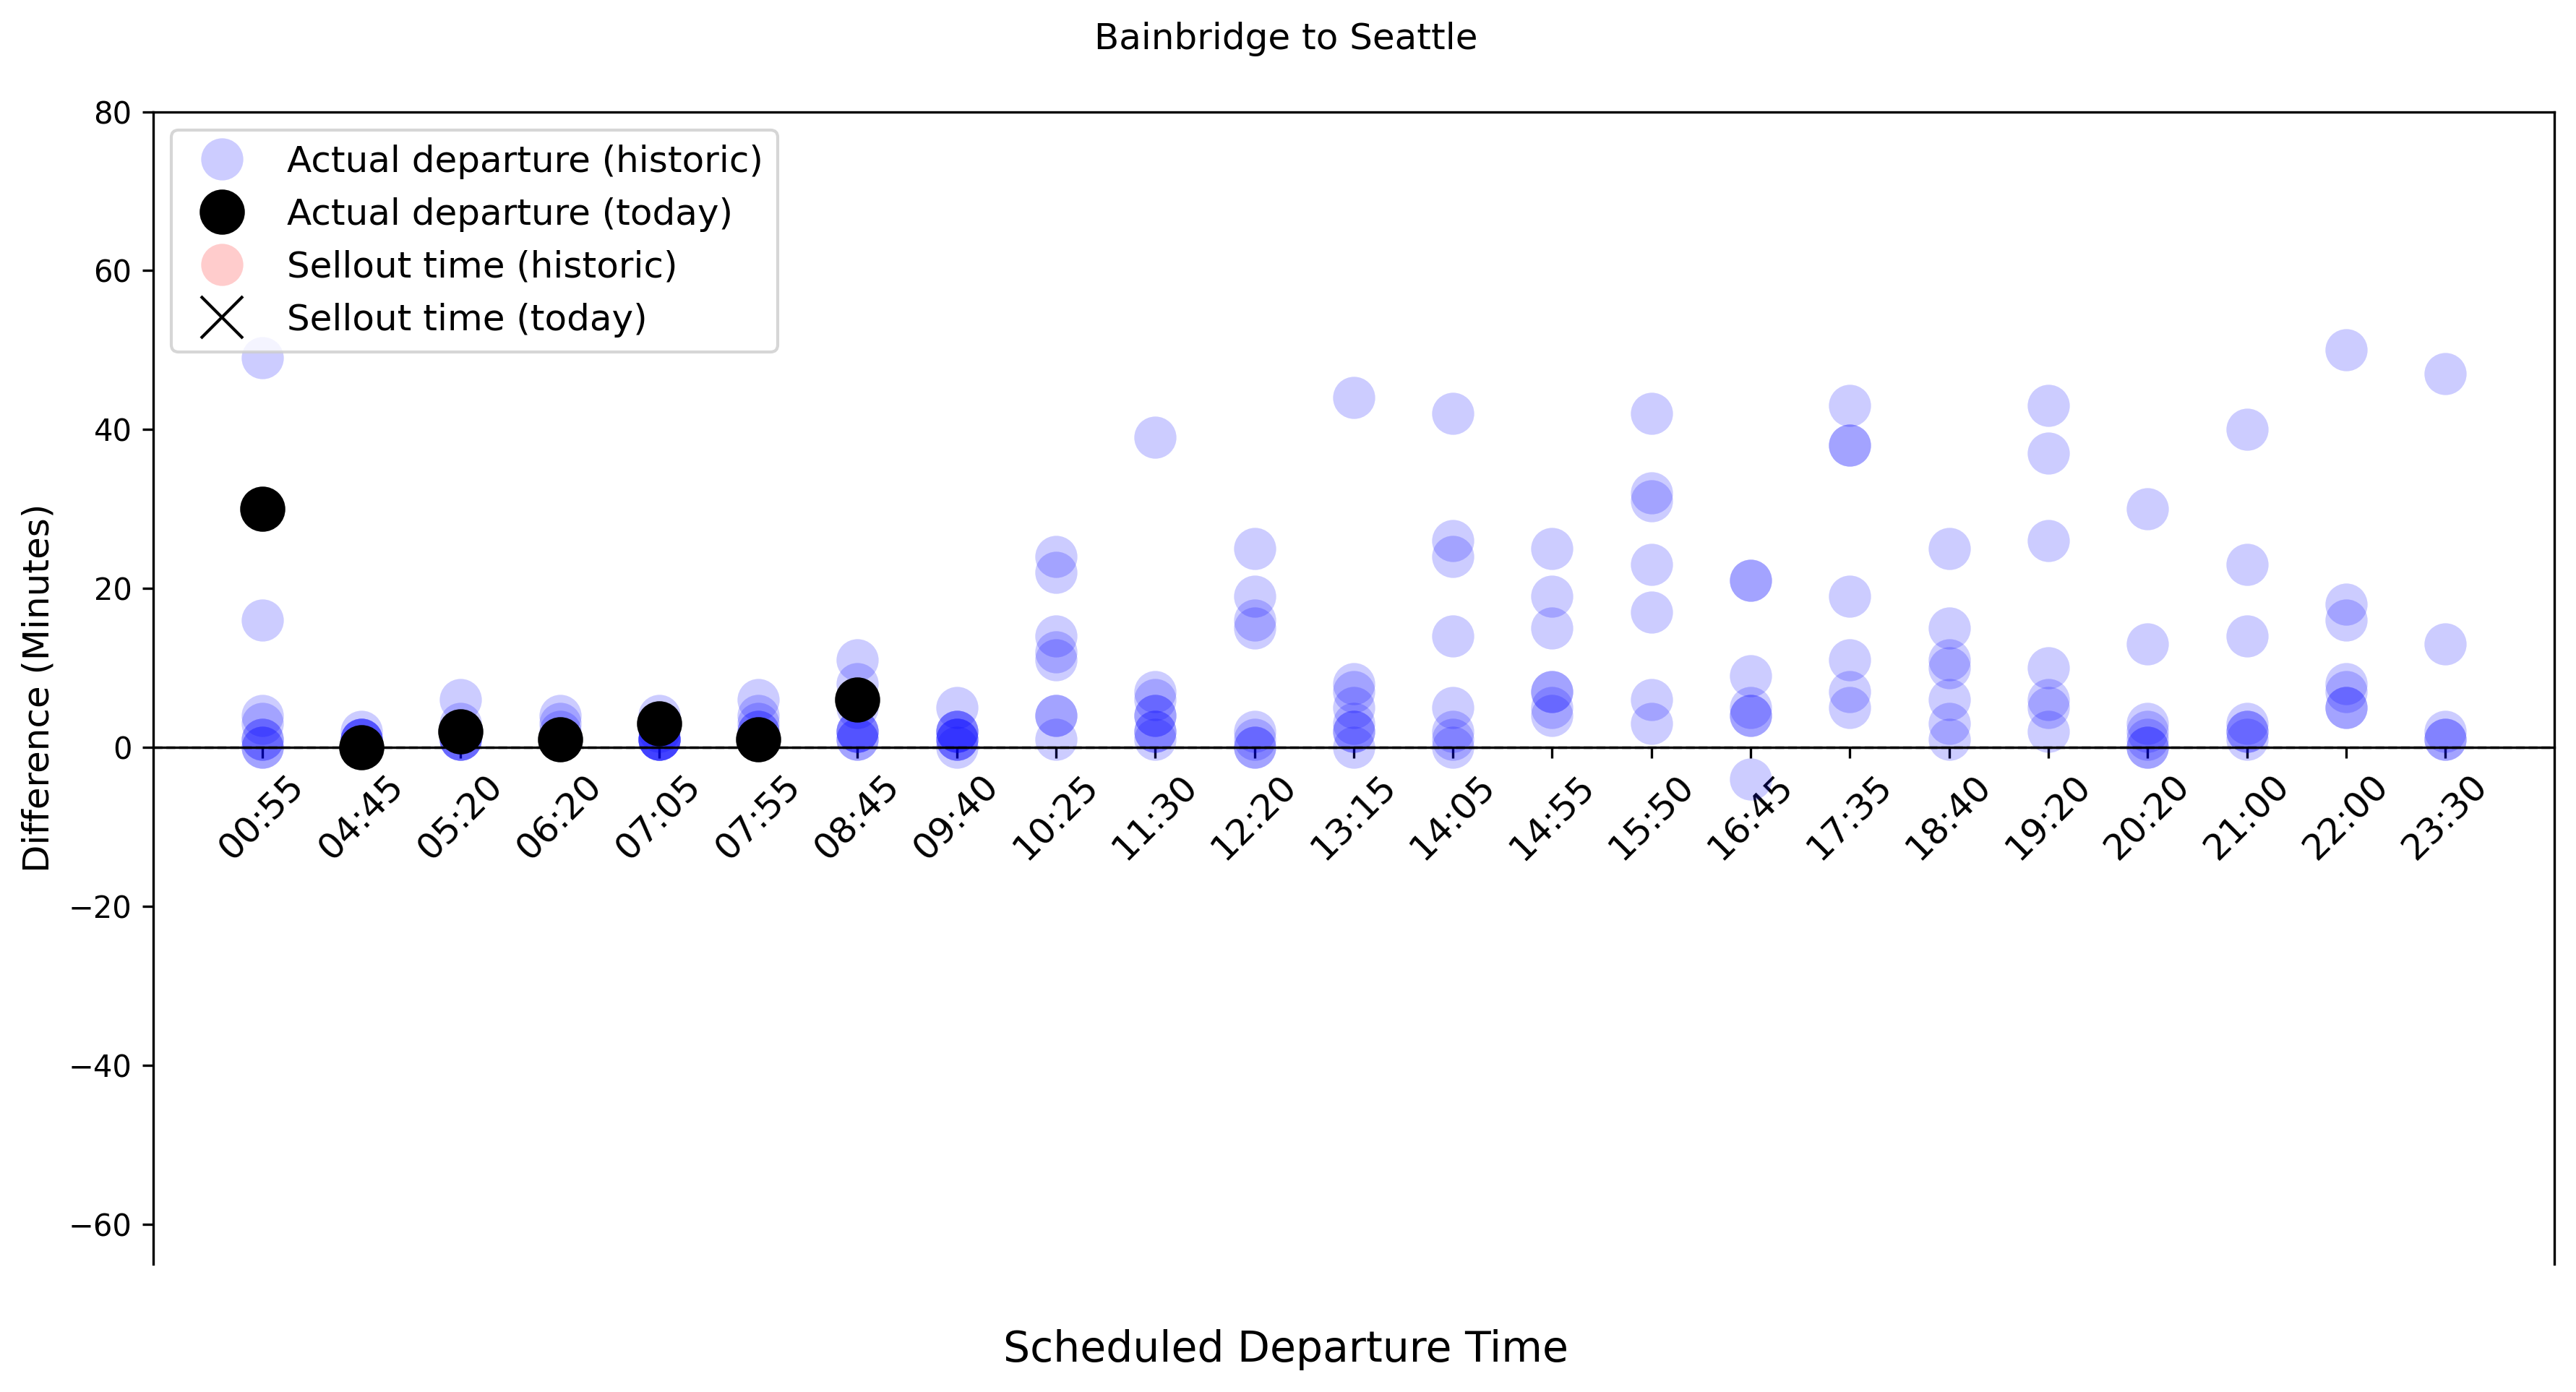 Bainbridge to Seattle
80
60
40
20
0
−20
−40
−60
Difference (Minutes)
Actual departure (historic)
Actual departure (today)
Sellout time (historic)
Sellout time (today)
00:55 04:45 05:20 06:20 07:05 07:55 08:45 09:40 10:25 11:30 12:20 13:15 14:05 14:55 15:50 16:45 17:35 18:40 19:20 20:20 21:00 22:00 23:30
Scheduled Departure Time